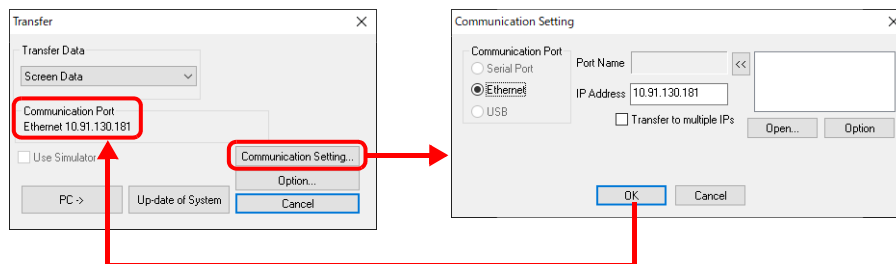 Transfer
Transfer Data
Screen Data
Communication Port
Ethernet 10.91.130.181
Use Simulator
Communication Setting...
Option...
PC ->
Up-date of System
Cancel
Communication Setting
Communication Port
Serial Port
Ethernet
USB
Port Name
<<
IP Address 10.91.130.181
Transfer to multiple IPs
Open...
Option
OK
Cancel